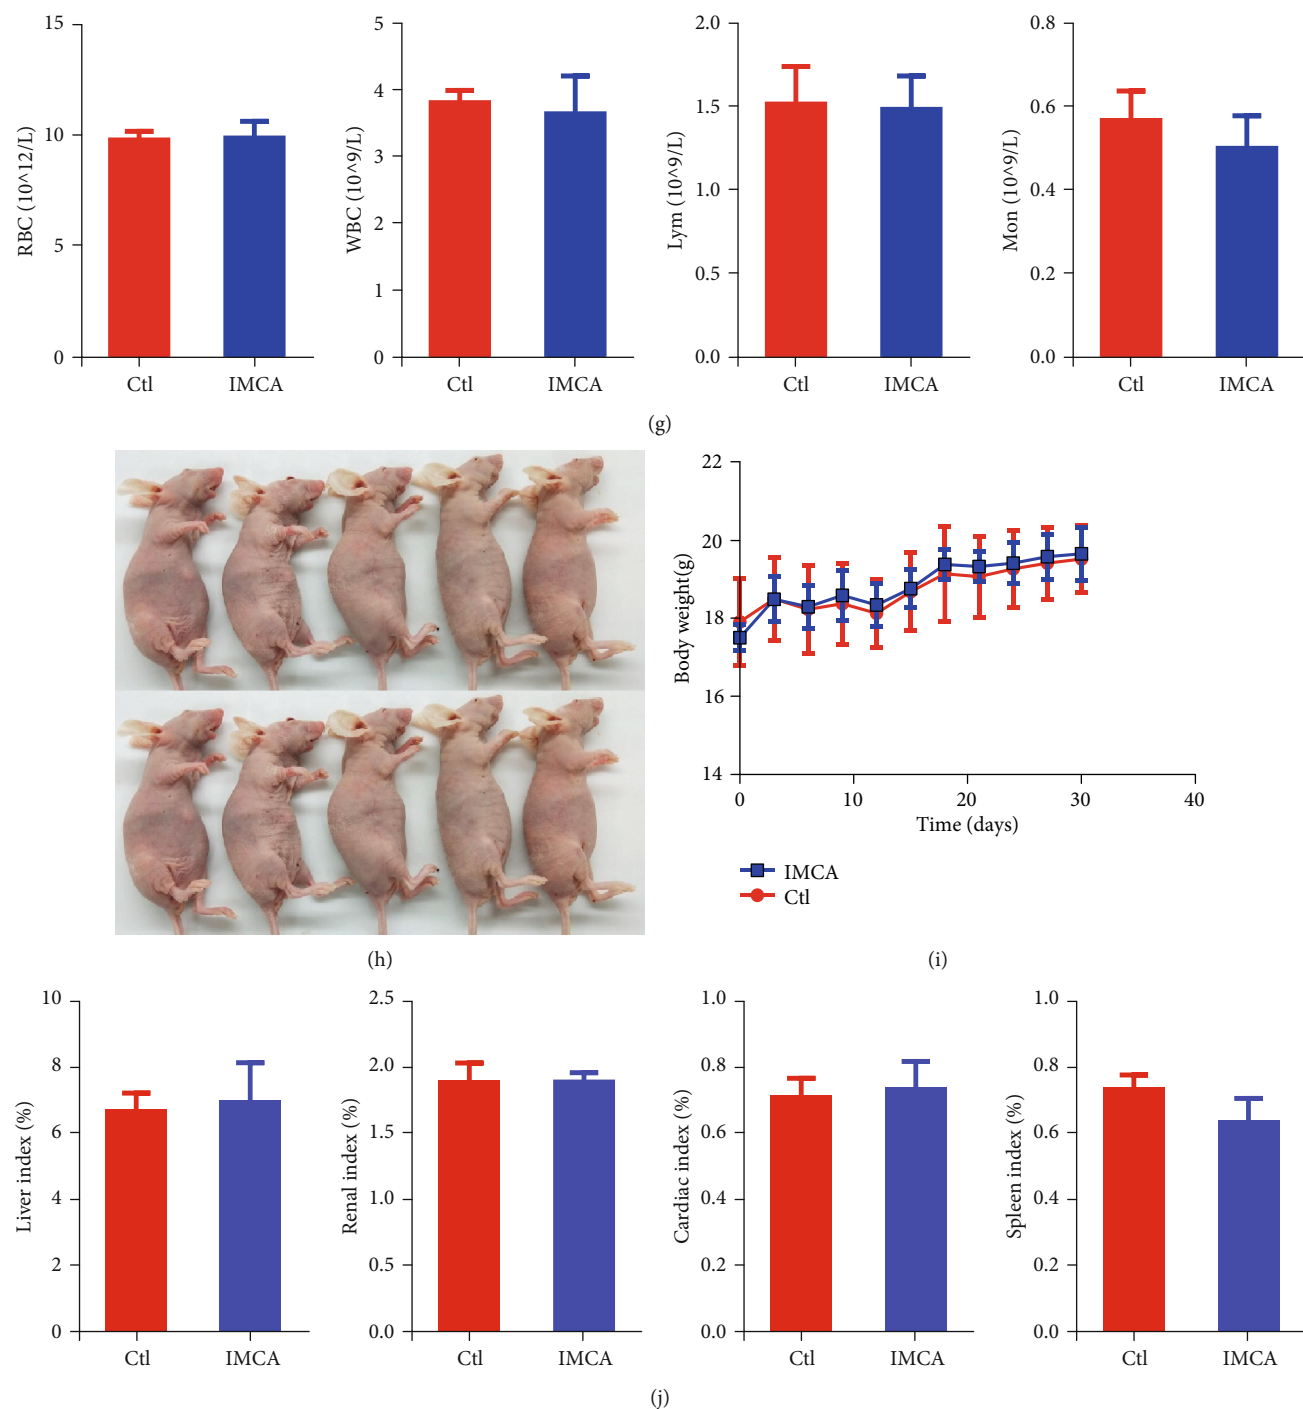 15
10
5
0
RBC (10^12/L)
Ctl
IMCA
5
4
3
2
1
0
WBC (10^9/L)
Ctl
IMCA
2.0
1.5
1.0
0.5
0.0
Lym (10^9/L)
Ctl
IMCA
0.8
0.6
0.4
0.2
0.0
Mon (10^9/L)
Ctl
IMCA
(g)
(h)
22
20
18
16
14
Body weight(g)
0
10
20
30
40
Time (days)
IMCA
Ctl
(i)
10
8
6
4
2
0
Liver index (%)
Ctl
IMCA
2.5
2.0
1.5
1.0
0.5
0.0
Renal index (%)
Ctl
IMCA
1.0
0.8
0.6
0.4
0.2
0.0
Cardiac index (%)
Ctl
IMCA
1.0
0.8
0.6
0.4
0.2
0.0
Spleen index (%)
Ctl
IMCA
(j)